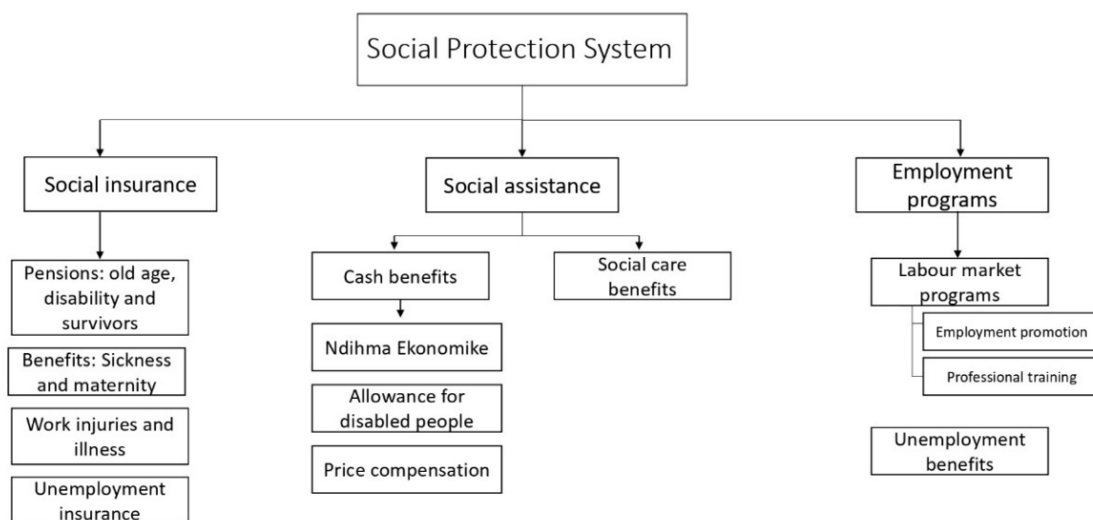 Social Protection System
Social insurance
Social assistance
Employment
programs
Pensions: old age,
disability and
survivors
Benefits: Sickness
and maternity
Work injuries and
illness
Unemployment
insurance
Cash benefits
Ndihma Ekonomike
Allowance for
disabled people
Price compensation
Social care
benefits
Labour market
programs
Employment promotion
Professional training
Unemployment
benefits